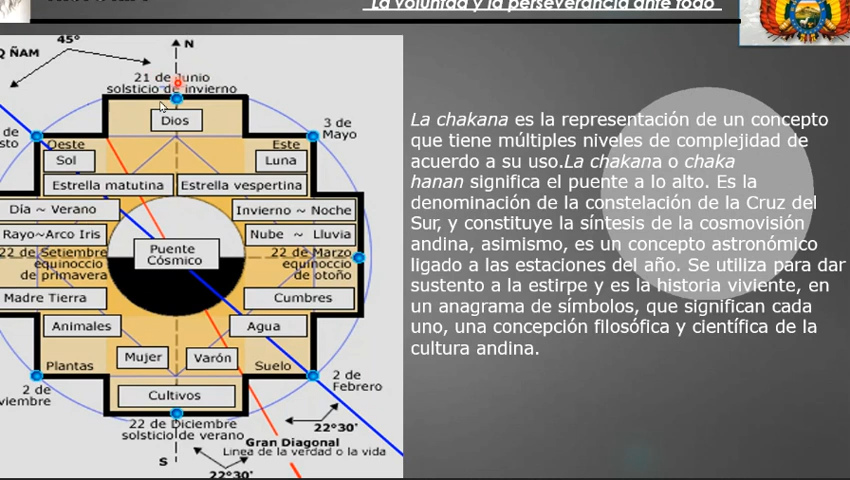 La voluntad y la perseverancia ante todo
45°
Q ÑAM
N
21 de Junio
solsticio de invierno
Dios
3 de
Mayo
de
sto
Oeste
Este
Sol
Luna
Estrella matutina
Estrella vespertina
Día ~ Verano
Invierno ~ Noche
Rayo~Arco Iris
Nube ~ Lluvia
Puente
Cósmico
22 de Setiembre
equinoccio
de primavera
22 de Marzo
equinoccio
de otoño
Madre Tierra
Cumbres
Animales
Agua
Mujer
Varón
Plantas
Suelo
Cultivos
2 de
viembre
2 de
Febrero
22 de Diciembre
solsticio de verano
22°30'
Gran Diagonal
Línea de la verdad o la vida
S
22°30'
La chakana es la representación de un concepto
que tiene múltiples niveles de complejidad de
acuerdo a su uso.La chakana o chaka
hanan significa el puente a lo alto. Es la
denominación de la constelación de la Cruz del
Sur, y constituye la síntesis de la cosmovisión
andina, asimismo, es un concepto astronómico
ligado a las estaciones del año. Se utiliza para dar
sustento a la estirpe y es la historia viviente, en
un anagrama de símbolos, que significan cada
uno, una concepción filosófica y científica de la
cultura andina.